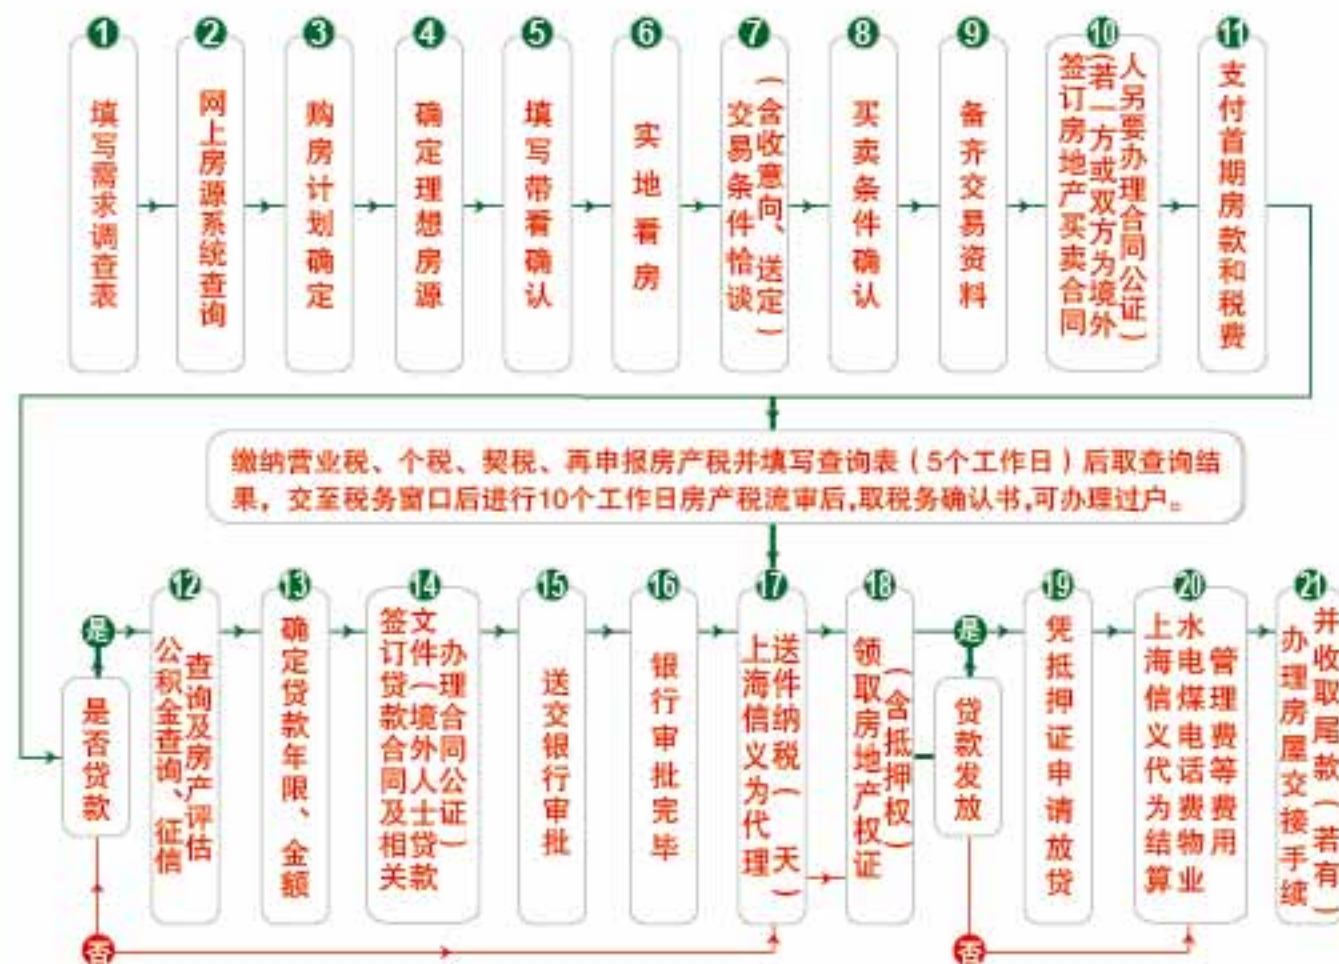 1
填写需求调查表
2
网上房源系统查询
3
购房计划确定
4
确定理想房源
5
填写带看确认
6
实地看房
7
交易条件恰谈
（含收意向、送定）
8
买卖条件确认
9
备齐交易资料
10
签订房地产买卖合同
（若一方或双方为境外
人另要办理合同公证）
11
支付首期房款和税费
缴纳营业税、个税、契税、再申报房产税并填写查询表（5个工作日）后取查询结
果，交至税务窗口后进行10个工作日房产税流审后,取税务确认书,可办理过户。
是
是否贷款
否
12
公积金查询、征信
查询及房产评估
13
确定贷款年限、金额
14
签订贷款合同及相关
文件（境外人士贷款
办理合同公证）
15
送交银行审批
16
银行审批完毕
17
上海信义为代理
送件纳税（一天）
18
领取房地产权证
（含抵押权）
是
贷款发放
否
19
凭抵押证申请放贷
20
上海信义代为结算
水电煤电话费物业
管理费等费用
21
办理房屋交接手续
并收取尾款（若有）